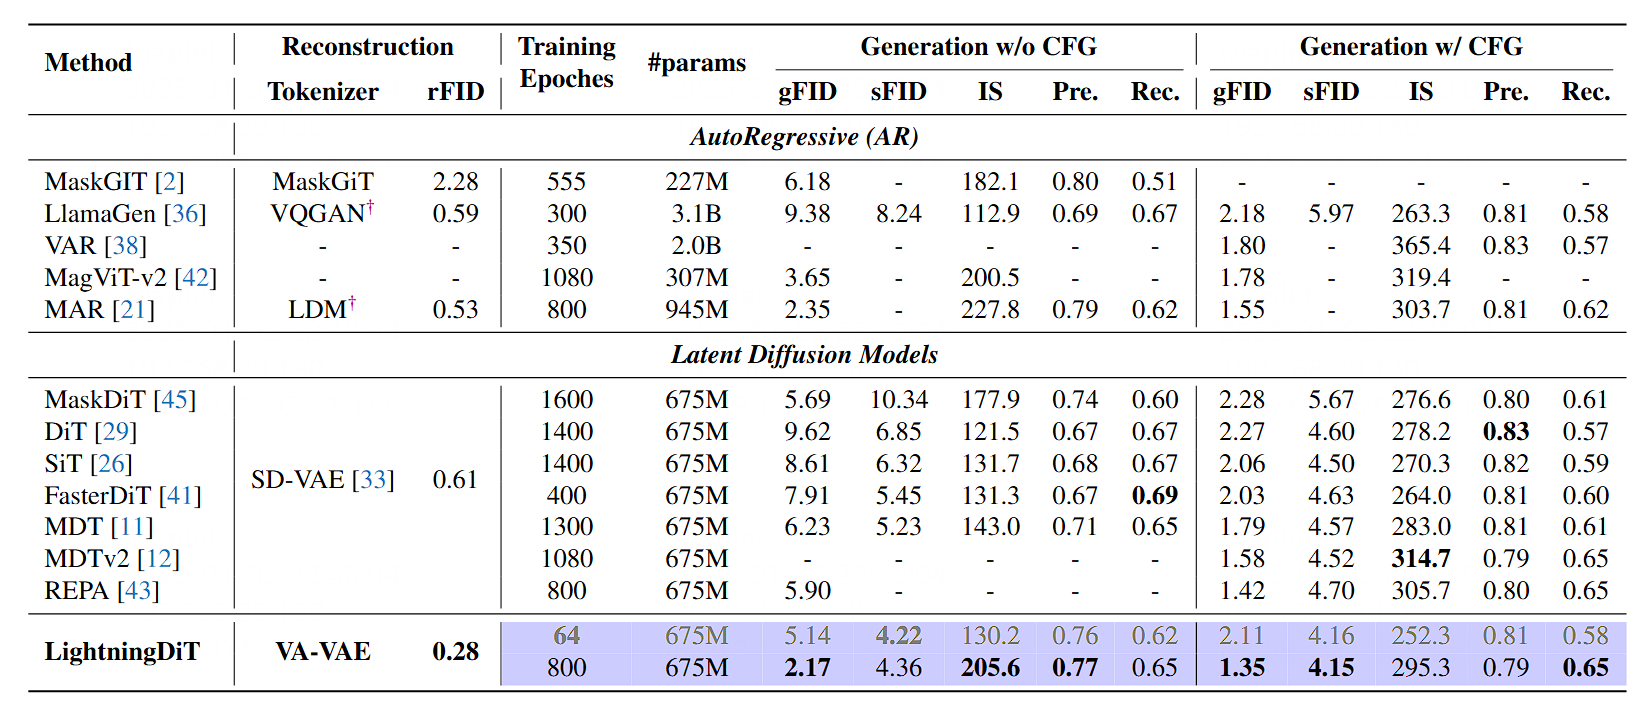 Method Reconstruction Training Epoches #params Generation w/o CFG Generation w/ CFG
Tokenizer rFID gFID sFID IS Pre. Rec. gFID sFID IS Pre. Rec.
AutoRegressive (AR)
MaskGIT [2] MaskGiT 2.28 555 227M 6.18 - 182.1 0.80 0.51 - - - - -
LlamaGen [36] VQGAN† 0.59 300 3.1B 9.38 8.24 112.9 0.69 0.67 2.18 5.97 263.3 0.81 0.58
VAR [38] - - 350 2.0B - - - - - 1.80 - 365.4 0.83 0.57
MagViT-v2 [42] - - 1080 307M 3.65 - 200.5 - - 1.78 - 319.4 - -
MAR [21] LDM† 0.53 800 945M 2.35 - 227.8 0.79 0.62 1.55 - 303.7 0.81 0.62
Latent Diffusion Models
MaskDiT [45] 1600 675M 5.69 10.34 177.9 0.74 0.60 2.28 5.67 276.6 0.80 0.61
DiT [29] 1400 675M 9.62 6.85 121.5 0.67 0.67 2.27 4.60 278.2 0.83 0.57
SiT [26] 1400 675M 8.61 6.32 131.7 0.68 0.67 2.06 4.50 270.3 0.82 0.59
SD-VAE [33] 0.61
FasterDiT [41] 400 675M 7.91 5.45 131.3 0.67 0.69 2.03 4.63 264.0 0.81 0.60
MDT [11] 1300 675M 6.23 5.23 143.0 0.71 0.65 1.79 4.57 283.0 0.81 0.61
MDTv2 [12] 1080 675M - - - - - 1.58 4.52 314.7 0.79 0.65
REPA [43] 800 675M 5.90 - - - - 1.42 4.70 305.7 0.80 0.65
LightningDiT VA-VAE 0.28 64 675M 5.14 4.22 130.2 0.76 0.62 2.11 4.16 252.3 0.81 0.58
800 675M 2.17 4.36 205.6 0.77 0.65 1.35 4.15 295.3 0.79 0.65